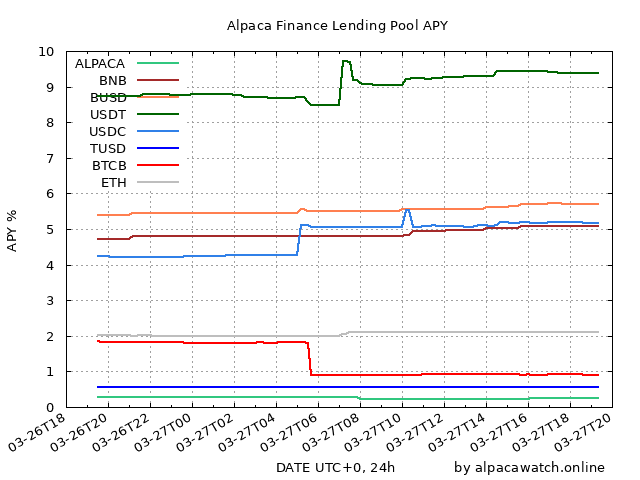 Alpaca Finance Lending Pool APY
APY %
10
9
8
7
6
5
4
3
2
1
0
ALPACA
BNB
BUSD
USDT
USDC
TUSD
BTCB
ETH
03-26T18
03-26T20
03-26T22
03-27T00
03-27T02
03-27T04
03-27T06
03-27T08
03-27T10
03-27T12
03-27T14
03-27T16
03-27T18
03-27T20
DATE UTC+0, 24h
by alpacawatch.online